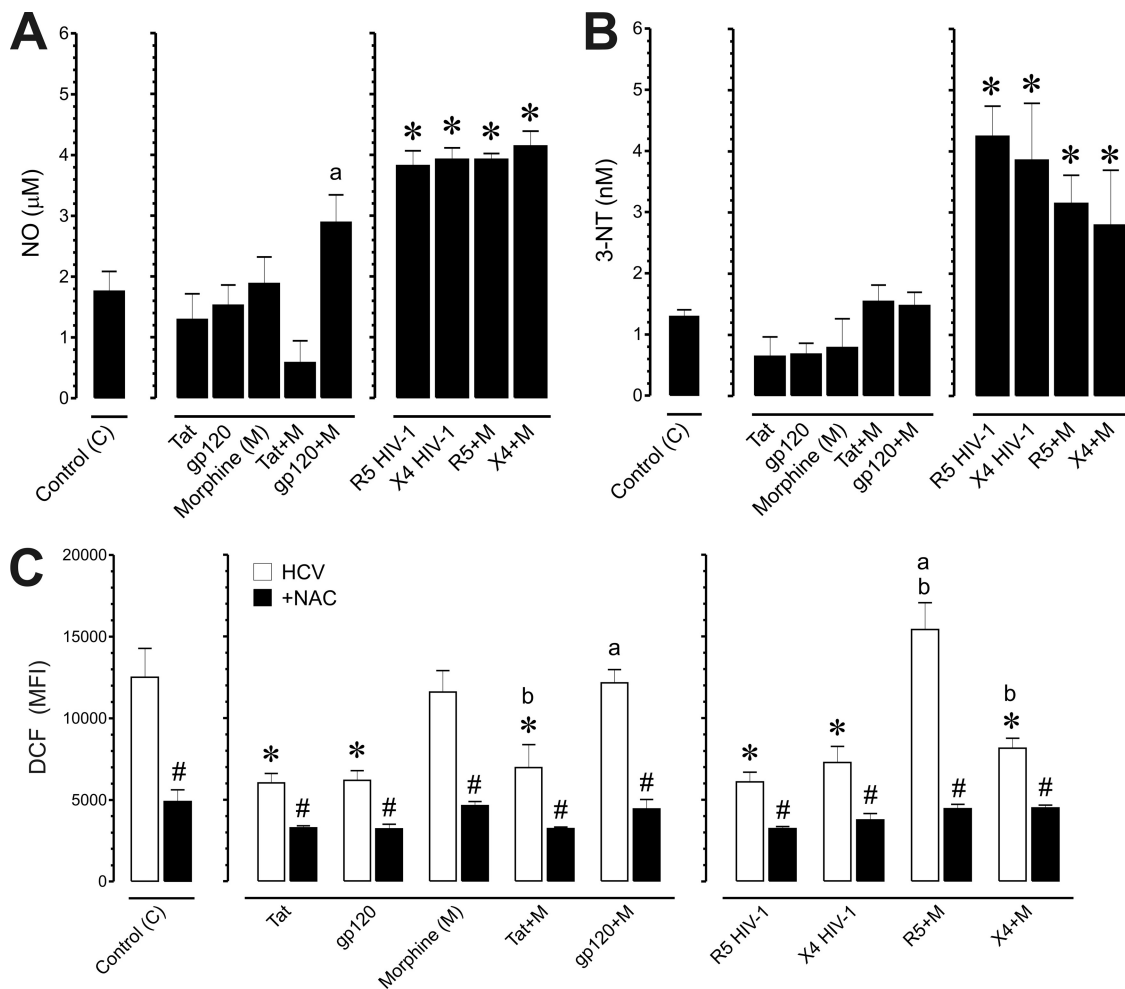 A
6
5
4
3
2
1
0
NO (μM)
a
* * * *
Control (C)
Tat
gp120
Morphine (M)
Tat+M
gp120+M
R5 HIV-1
X4 HIV-1
R5+M
X4+M
B
6
5
4
3
2
1
0
3-NT (nM)
* * * *
Control (C)
Tat
gp120
Morphine (M)
Tat+M
gp120+M
R5 HIV-1
X4 HIV-1
R5+M
X4+M
C
20000
15000
10000
5000
0
DCF (MFI)
HCV
+NAC
#
*
#
*
#
#
b
*
#
a
#
*
#
*
#
a
b
#
b
*
#
Control (C)
Tat
gp120
Morphine (M)
Tat+M
gp120+M
R5 HIV-1
X4 HIV-1
R5+M
X4+M